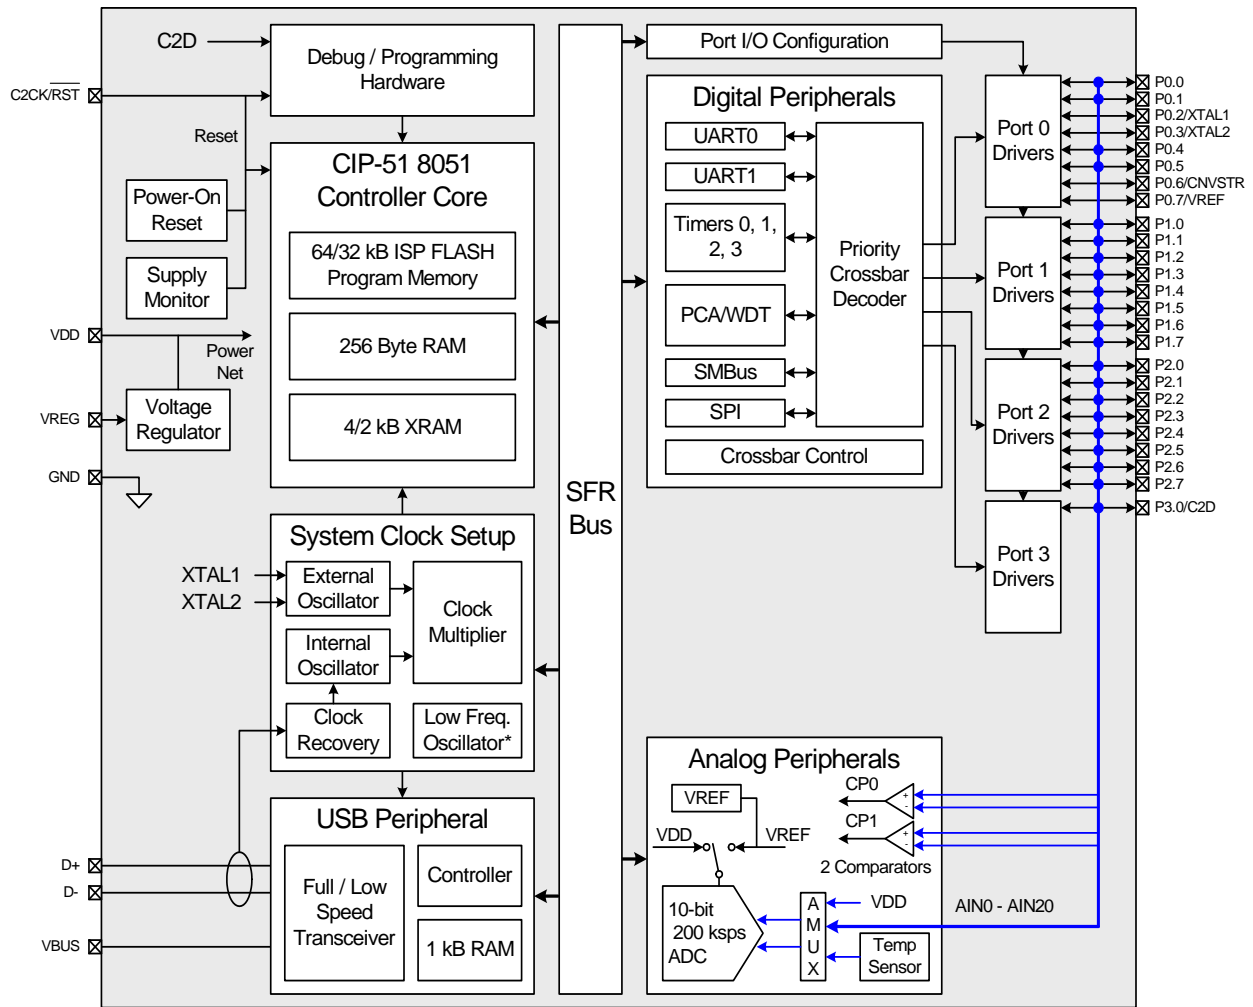 C2D
Debug / Programming
Hardware
C2CK/RST
Reset
CIP-51 8051
Controller Core
Power-On
Reset
Supply
Monitor
64/32 kB ISP FLASH
Program Memory
256 Byte RAM
4/2 kB XRAM
VDD
Power
Net
VREG
Voltage
Regulator
GND
System Clock Setup
XTAL1
XTAL2
External
Oscillator
Clock
Multiplier
Internal
Oscillator
Clock
Recovery
Low Freq.
Oscillator*
USB Peripheral
D+
D-
VBUS
Full / Low
Speed
Transceiver
Controller
1 kB RAM
SFR
Bus
Port I/O Configuration
Digital Peripherals
UART0
UART1
Timers 0, 1,
2, 3
PCA/WDT
SMBus
SPI
Priority
Crossbar
Decoder
Crossbar Control
Port 0
Drivers
Port 1
Drivers
Port 2
Drivers
Port 3
Drivers
P0.0
P0.1
P0.2/XTAL1
P0.3/XTAL2
P0.4
P0.5
P0.6/CNVSTR
P0.7/VREF
P1.0
P1.1
P1.2
P1.3
P1.4
P1.5
P1.6
P1.7
P2.0
P2.1
P2.2
P2.3
P2.4
P2.5
P2.6
P2.7
P3.0/C2D
Analog Peripherals
VREF
VDD
VREF
CP0
+
-
CP1
+
-
2 Comparators
10-bit
200 ksps
ADC
A
M
U
X
VDD
AIN0 - AIN20
Temp
Sensor